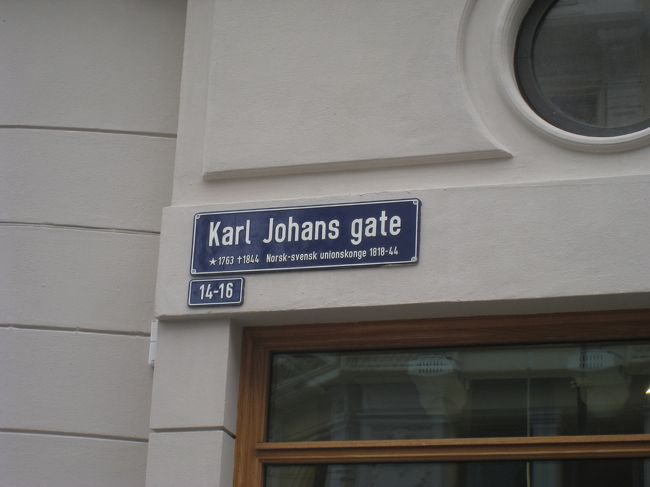 Karl Johans gate
★1763 †1844 Norsk-svensk unionskonge 1818-44
14-16